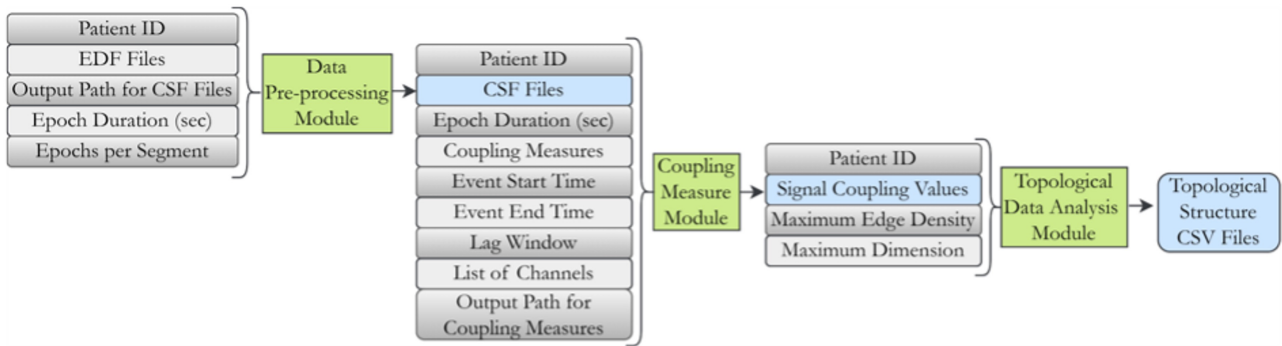 Patient ID
EDF Files
Output Path for CSF Files
Epoch Duration (sec)
Epochs per Segment
Data
Pre-processing
Module
Patient ID
CSF Files
Epoch Duration (sec)
Coupling Measures
Event Start Time
Event End Time
Lag Window
List of Channels
Output Path for
Coupling Measures
Coupling
Measure
Module
Patient ID
Signal Coupling Values
Maximum Edge Density
Maximum Dimension
Topological
Data Analysis
Module
Topological
Structure
CSV Files